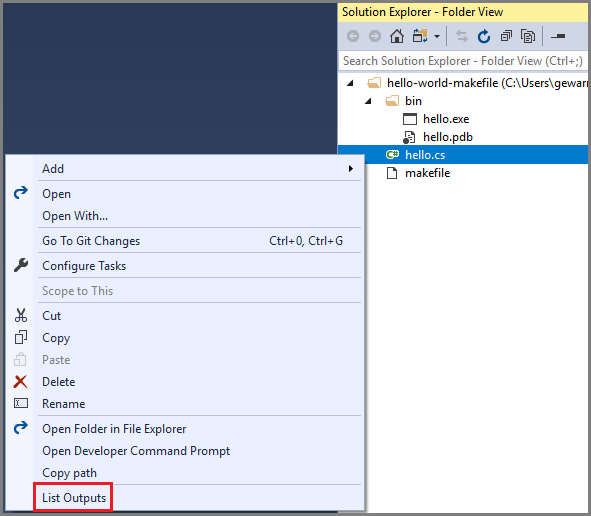 Solution Explorer - Folder View
Search Solution Explorer - Folder View (Ctrl+;)
hello-world-makefile (C:\Users\gewarr
bin
hello.exe
hello.pdb
hello.cs
makefile
Add
Open
Open With...
Go To Git Changes Ctrl+0, Ctrl+G
Configure Tasks
Scope to This
Cut
Copy
Paste
Delete
Rename
Open Folder in File Explorer
Open Developer Command Prompt
Copy path
List Outputs